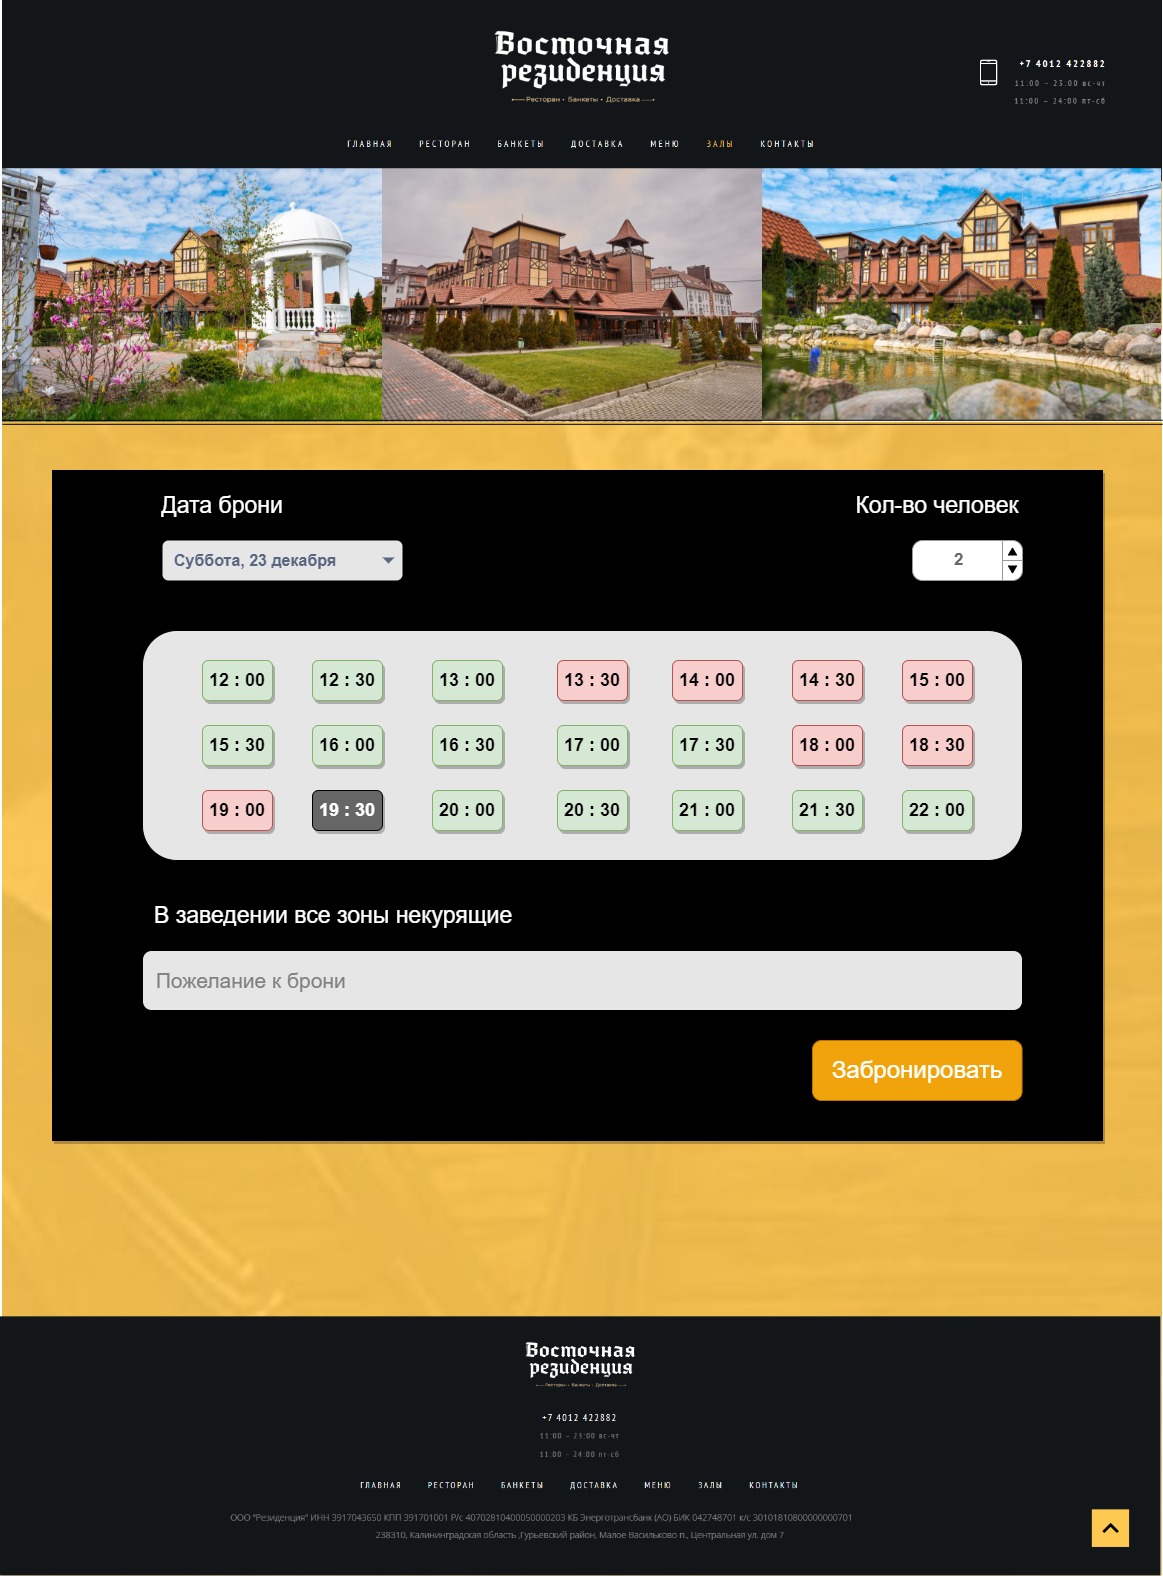 Восточная
резиденция
Ресторан • Банкеты • Доставка
+7 4012 422882
11:00 – 23:00 вс-чт
11:00 – 24:00 пт-сб
ГЛАВНАЯ РЕСТОРАН БАНКЕТЫ ДОСТАВКА МЕНЮ ЗАЛЫ КОНТАКТЫ
Дата брони Кол-во человек
Суббота, 23 декабря 2
12 : 00 12 : 30 13 : 00 13 : 30 14 : 00 14 : 30 15 : 00
15 : 30 16 : 00 16 : 30 17 : 00 17 : 30 18 : 00 18 : 30
19 : 00 19 : 30 20 : 00 20 : 30 21 : 00 21 : 30 22 : 00
В заведении все зоны некурящие
Пожелание к брони
Забронировать
Восточная
резиденция
Ресторан • Банкеты • Доставка
+7 4012 422882
11:00 – 23:00 вс-чт
11:00 – 24:00 пт-сб
ГЛАВНАЯ РЕСТОРАН БАНКЕТЫ ДОСТАВКА МЕНЮ ЗАЛЫ КОНТАКТЫ
ООО "Резиденция" ИНН 3917043650 КПП 391701001 Р/с 40702810400050000203 КБ Энерготрансбанк (АО) БИК 042748701 к/с 30101810800000000701
238310, Калининградская область ,Гурьевский район, Малое Васильково п., Центральная ул. дом 7